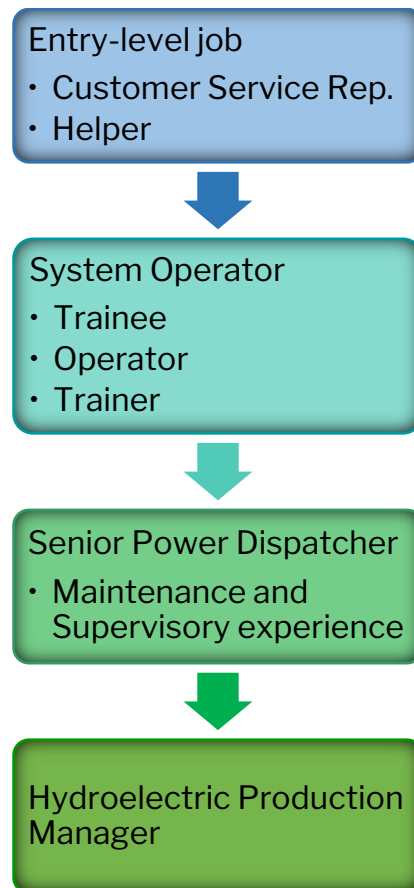 Entry-level job
• Customer Service Rep.
• Helper
System Operator
• Trainee
• Operator
• Trainer
Senior Power Dispatcher
• Maintenance and
Supervisory experience
Hydroelectric Production
Manager